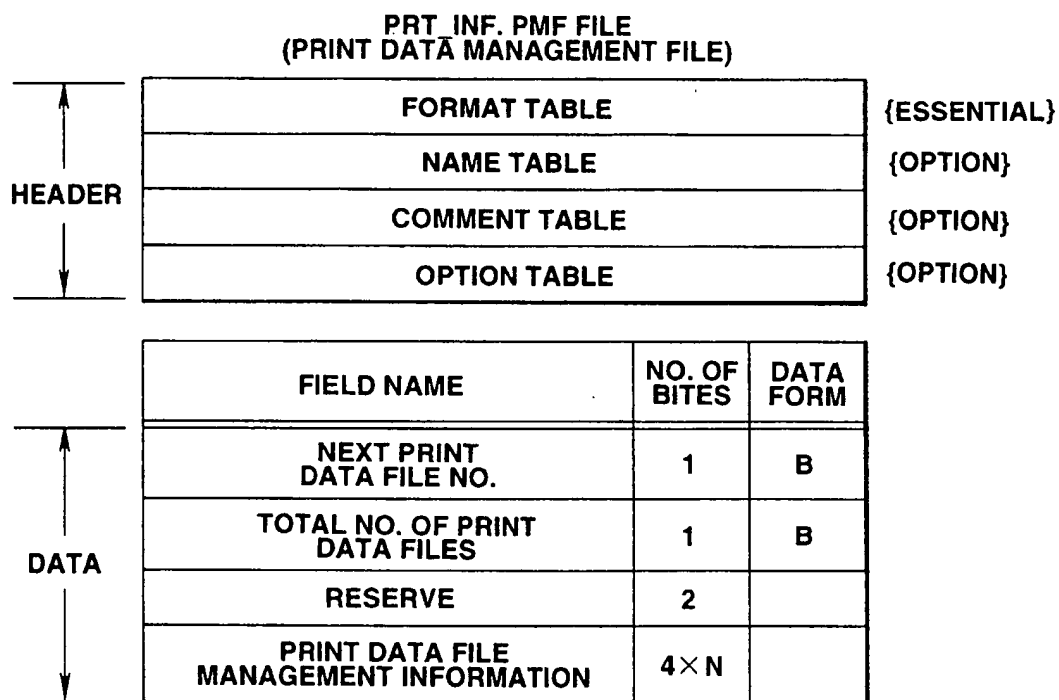 PRT_INF. PMF FILE
(PRINT DATA MANAGEMENT FILE)
HEADER
FORMAT TABLE {ESSENTIAL}
NAME TABLE {OPTION}
COMMENT TABLE {OPTION}
OPTION TABLE {OPTION}
FIELD NAME
NO. OF
BITES
DATA
FORM
DATA
NEXT PRINT
DATA FILE NO.
1 B
TOTAL NO. OF PRINT
DATA FILES
1 B
RESERVE 2
PRINT DATA FILE
MANAGEMENT INFORMATION
4×N